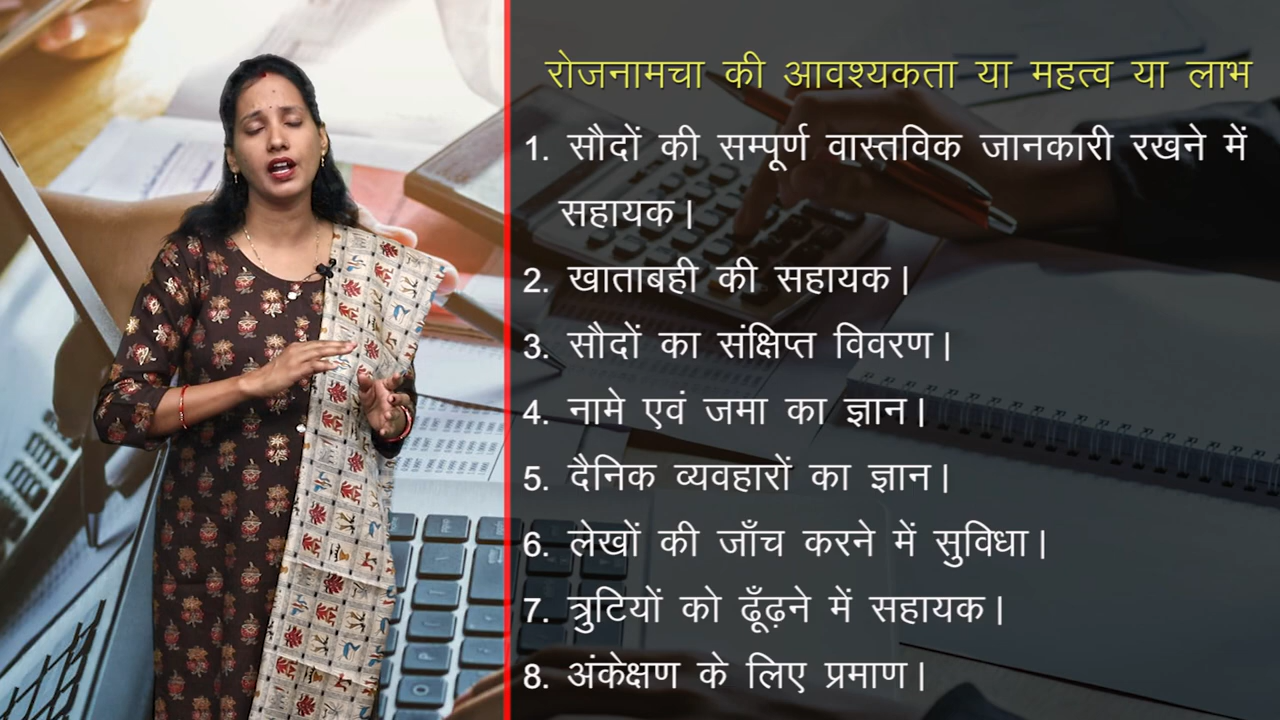 रोजनामचा की आवश्यकता या महत्व या लाभ
1. सौदों की सम्पूर्ण वास्तविक जानकारी रखने में
सहायक।
2. खाताबही की सहायक।
3. सौदों का संक्षिप्त विवरण।
4. नामे एवं जमा का ज्ञान।
5. दैनिक व्यवहारों का ज्ञान।
6. लेखों की जाँच करने में सुविधा।
7. त्रुटियों को ढूँढ़ने में सहायक।
8. अंकेक्षण के लिए प्रमाण।